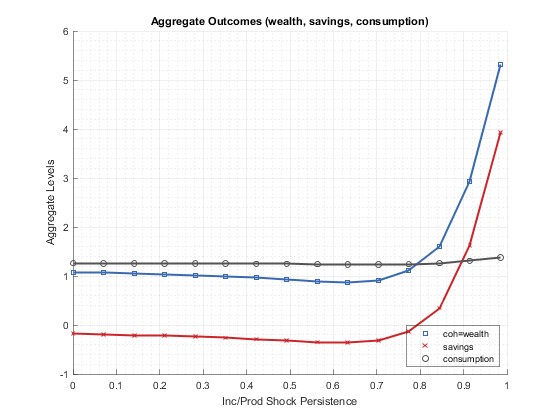 Aggregate Outcomes (wealth, savings, consumption)
6
5
4
3
2
1
0
-1
Aggregate Levels
coh=wealth
savings
consumption
0 0.1 0.2 0.3 0.4 0.5 0.6 0.7 0.8 0.9 1
Inc/Prod Shock Persistence